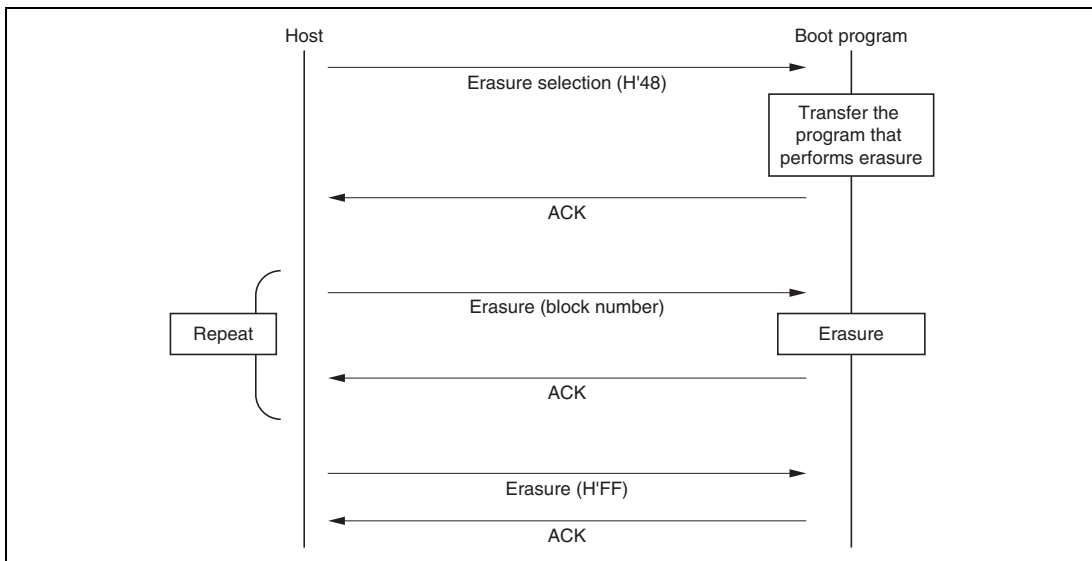 Host
Boot program
Erasure selection (H'48)
Transfer the
program that
performs erasure
ACK
Erasure (block number)
Repeat
Erasure
ACK
Erasure (H'FF)
ACK